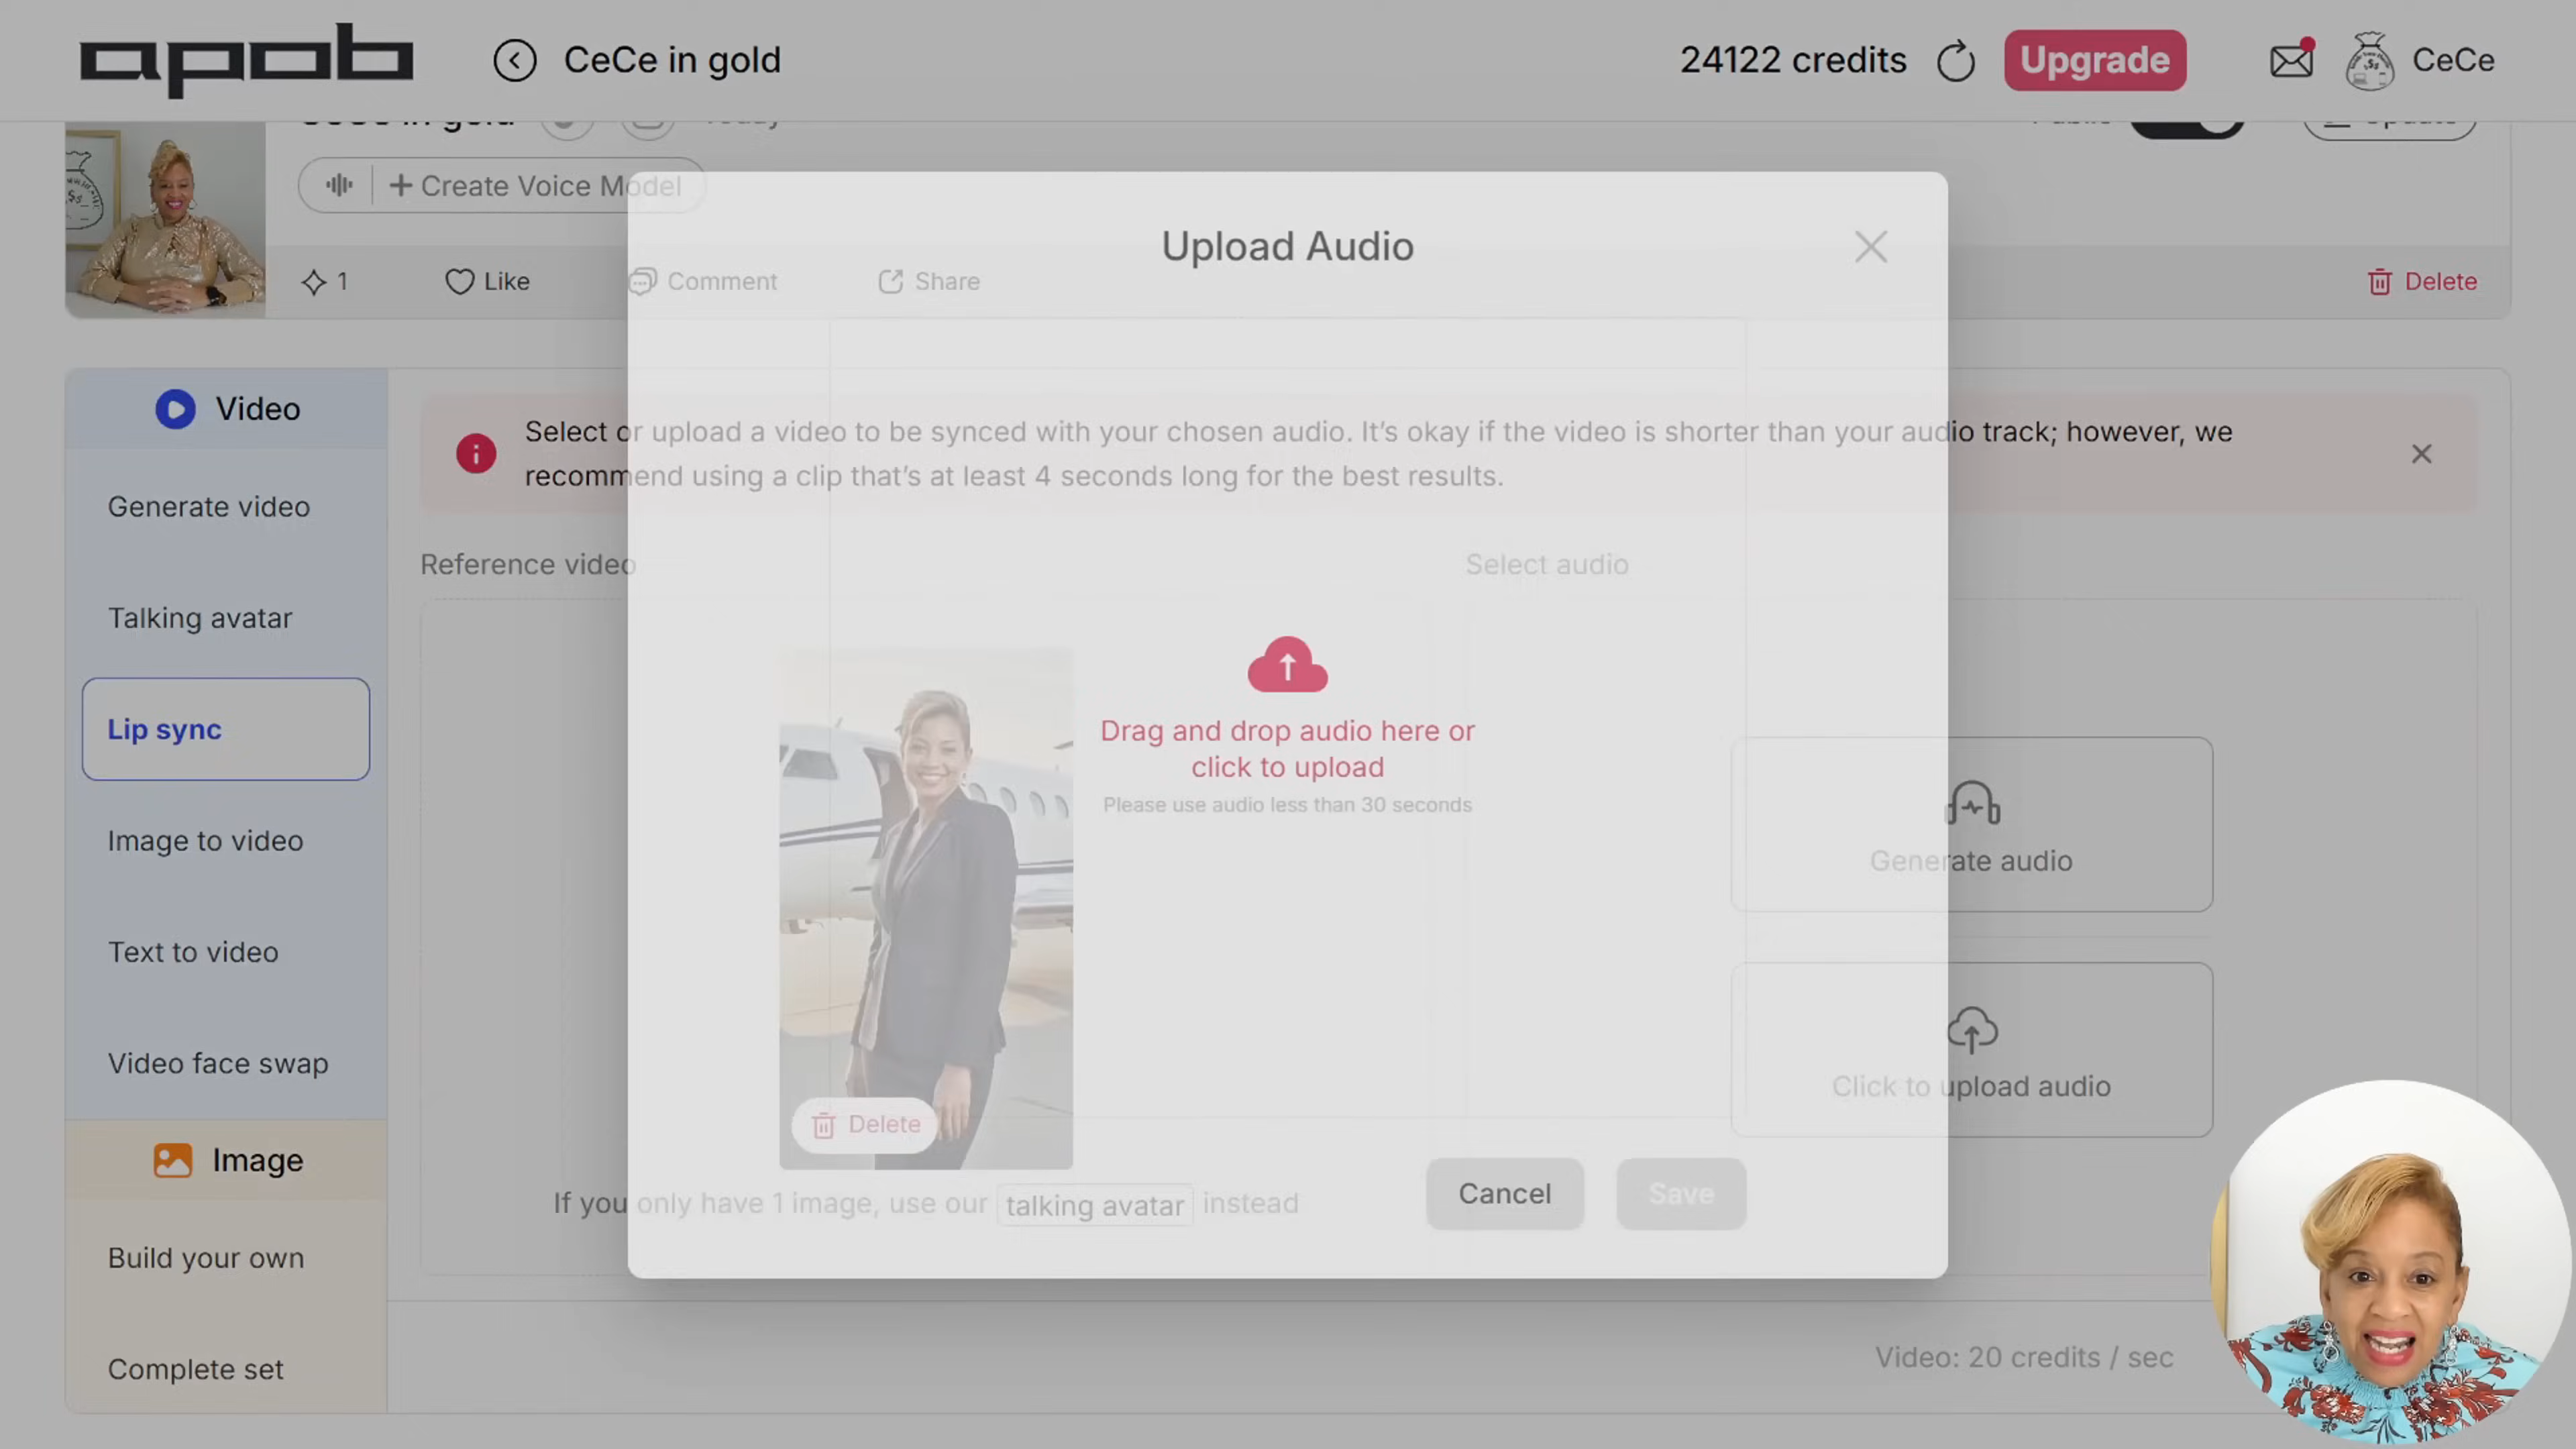 apob
CeCe in gold
24122 credits
Upgrade
CeCe
CeCe in gold
Today
Public
Update
Create Voice Model
1
Like
Comment
Share
Delete
Upload Audio
Video
Generate video
Talking avatar
Lip sync
Image to video
Text to video
Video face swap
Image
Build your own
Complete set
Select or upload a video to be synced with your chosen audio. It's okay if the video is shorter than your audio track; however, we
recommend using a clip that's at least 4 seconds long for the best results.
Reference video
Select audio
Drag and drop audio here or
click to upload
Please use audio less than 30 seconds
Delete
Generate audio
Click to upload audio
If you only have 1 image, use our talking avatar instead
Cancel
Save
Video: 20 credits / sec